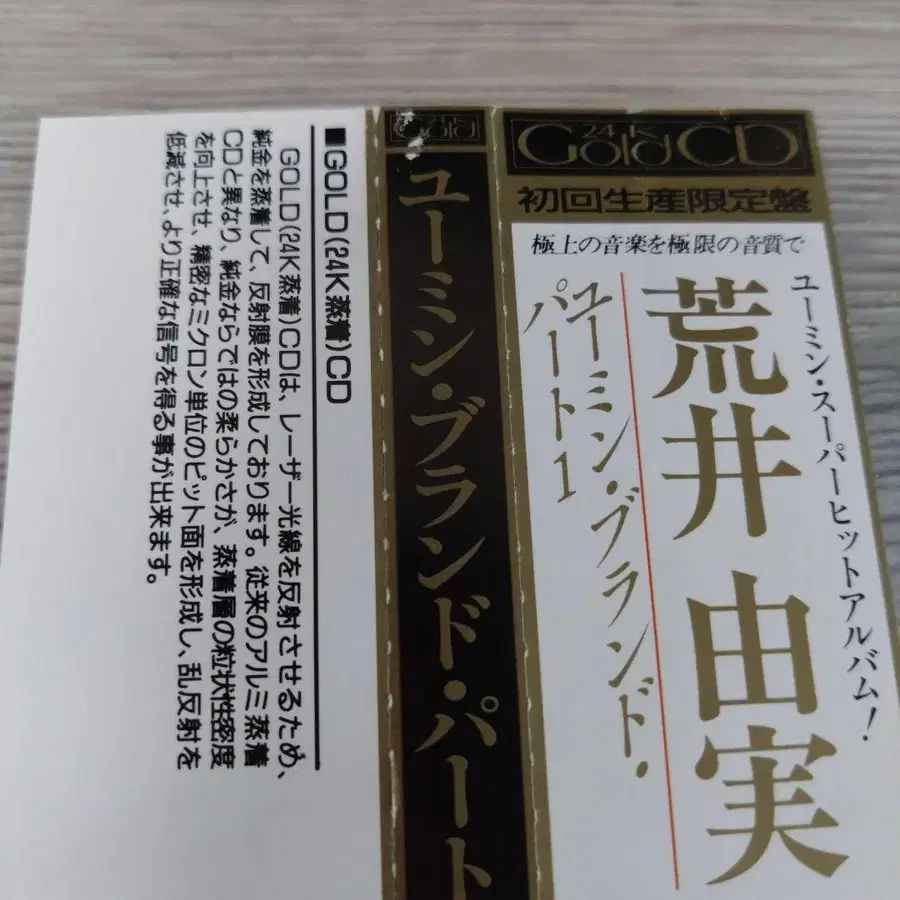 24K
Gold CD
初回生産限定盤
極上の音楽を極限の音質で
ユーミン・スーパーヒットアルバム!
荒井由実
ユーミン・ブランド・
パート1
24K
Gold
ユーミン・ブランド・パート
■GOLD(24K蒸着)CD
GOLD(24K蒸着)CDは、レーザー光線を反射させるため、
純金を蒸着して、反射膜を形成しております。従来のアルミ蒸着
CDと異なり、純金ならではの柔らかさが、蒸着層の粒状性密度
を向上させ、精密なミクロン単位のピット面を形成し、乱反射を
低減させ、より正確な信号を得る事が出来ます。